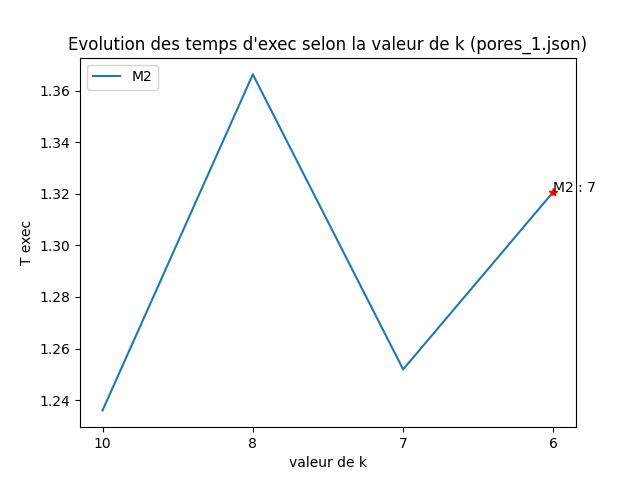 Evolution des temps d'exec selon la valeur de k (pores_1.json)
M2
1.36
1.34
1.32
1.30
1.28
1.26
1.24
T exec
M2 : 7
10 8 7 6
valeur de k